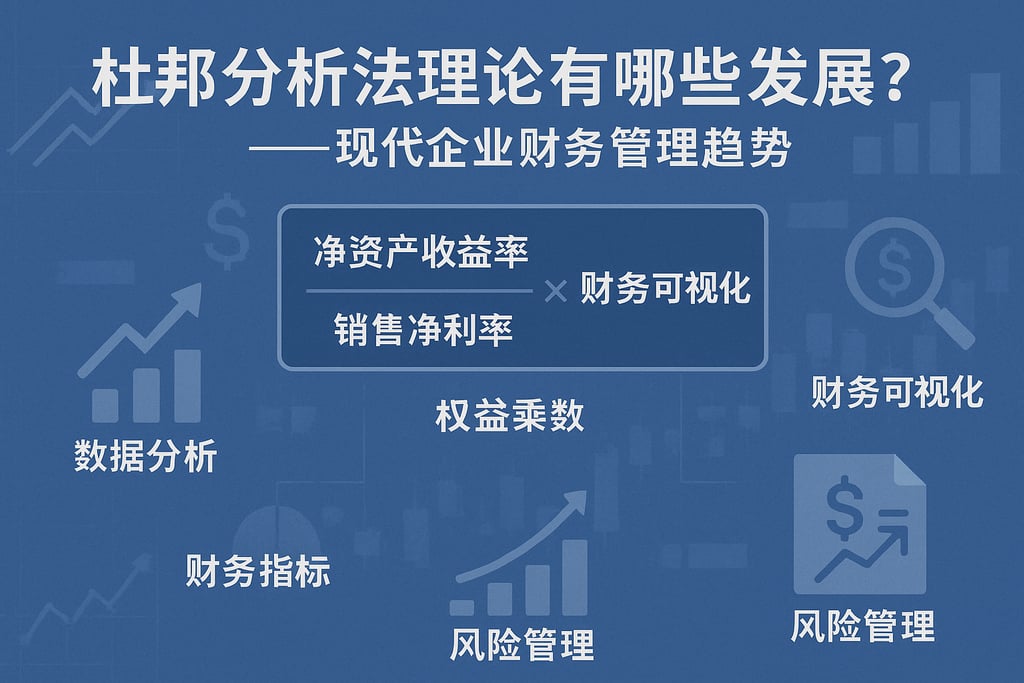 杜邦分析法理论有哪些发展?
——现代企业财务管理趋势
净资产收益率
销售净利率
× 财务可视化
权益乘数
财务可视化
数据分析
财务指标
风险管理
风险管理